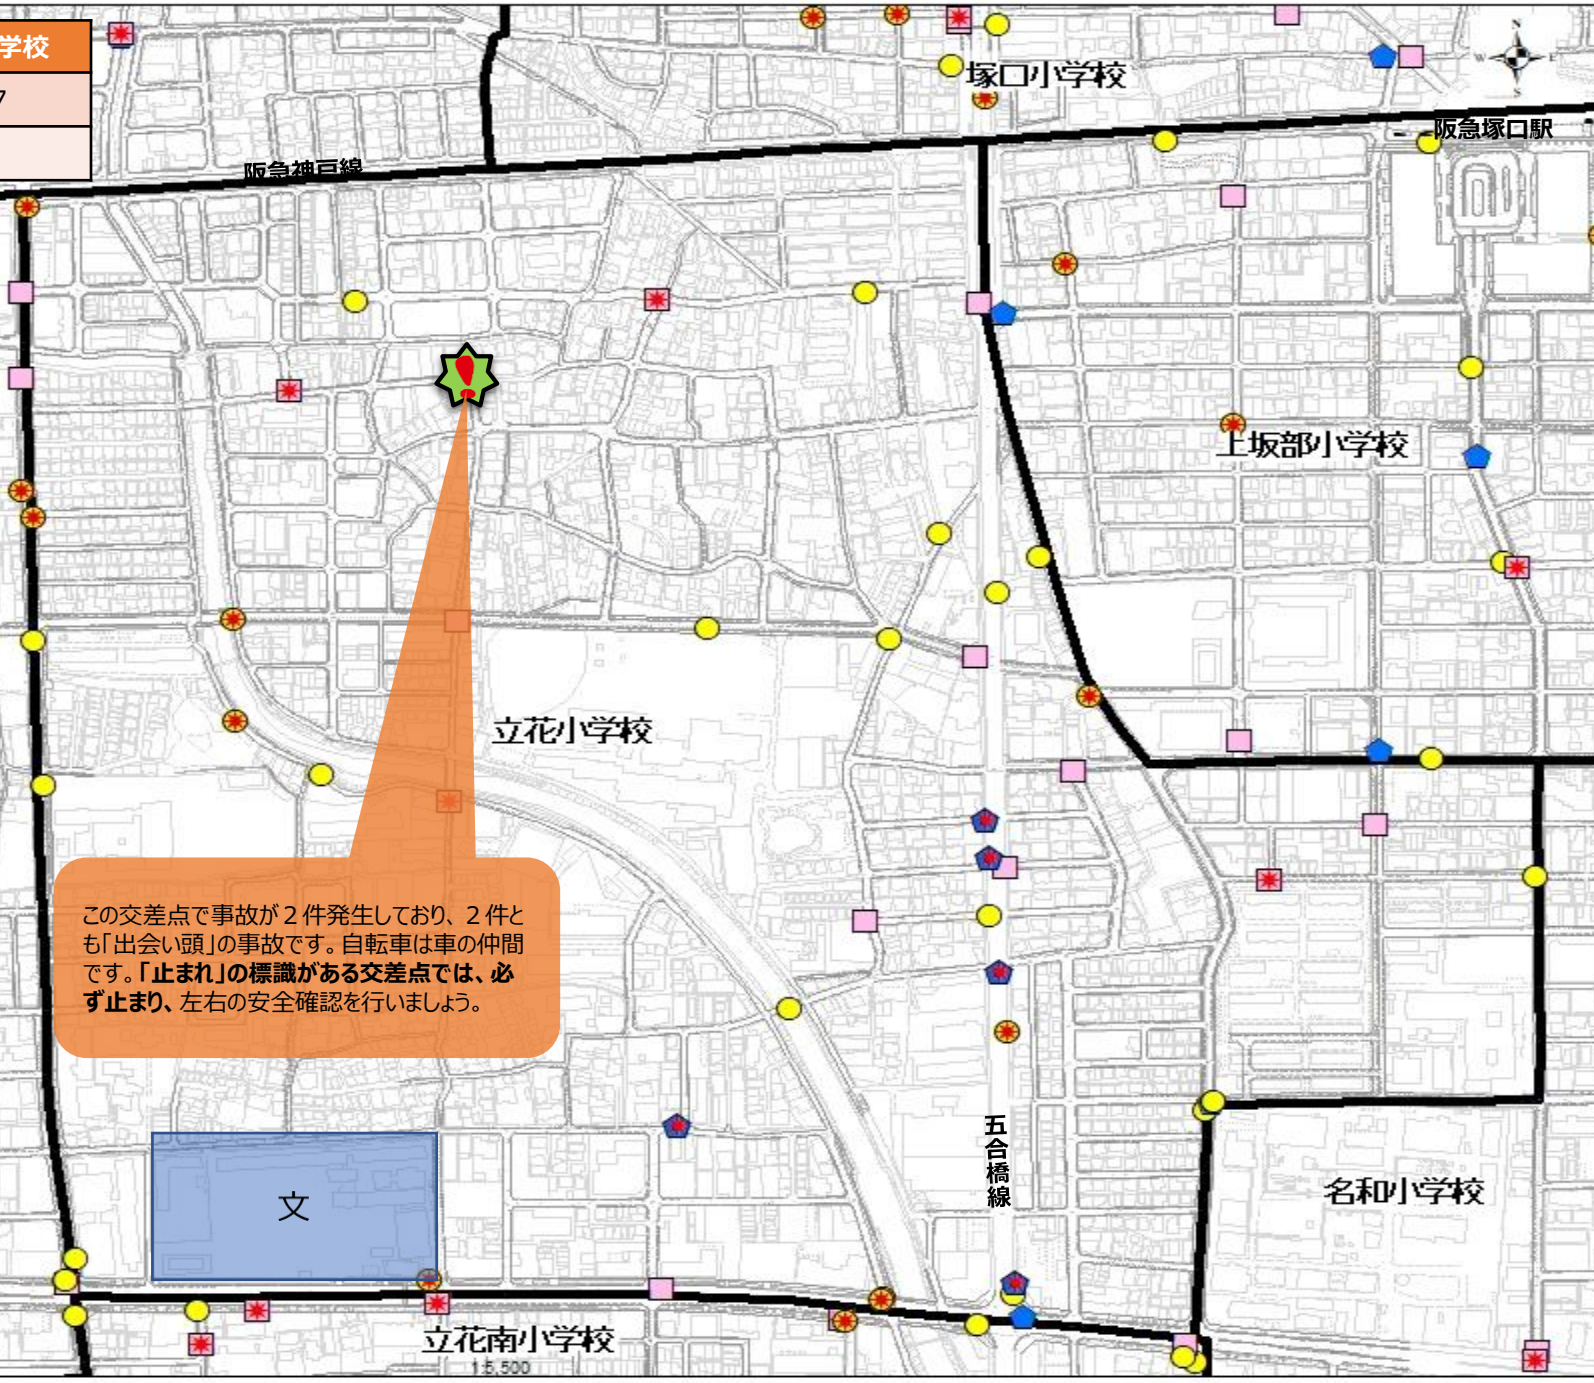 学校
7
N
W
E
S
塚口小学校
阪急塚口駅
阪急神戸線
上坂部小学校
立花小学校
この交差点で事故が２件発生しており、２件と
も「出会い頭」の事故です。自転車は車の仲間
です。「止まれ」の標識がある交差点では、必
ず止まり、左右の安全確認を行いましょう。
五合橋線
文
名和小学校
立花南小学校
1:5,500